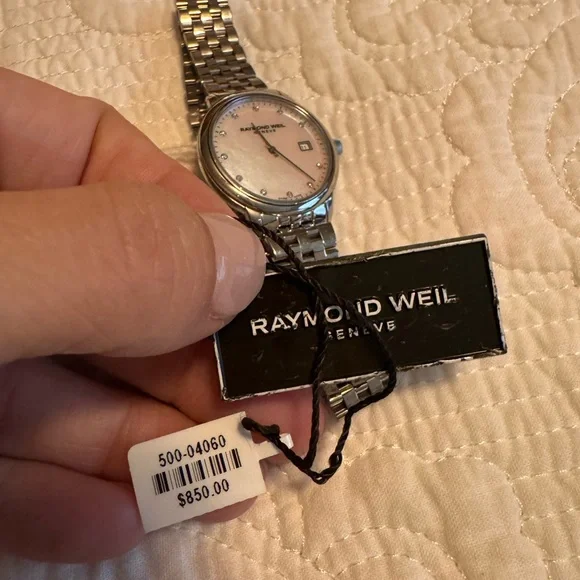 RAYMOND WEIL
GENEVE
RAYMOND WEIL
GENEVE
500-04060
$850.00